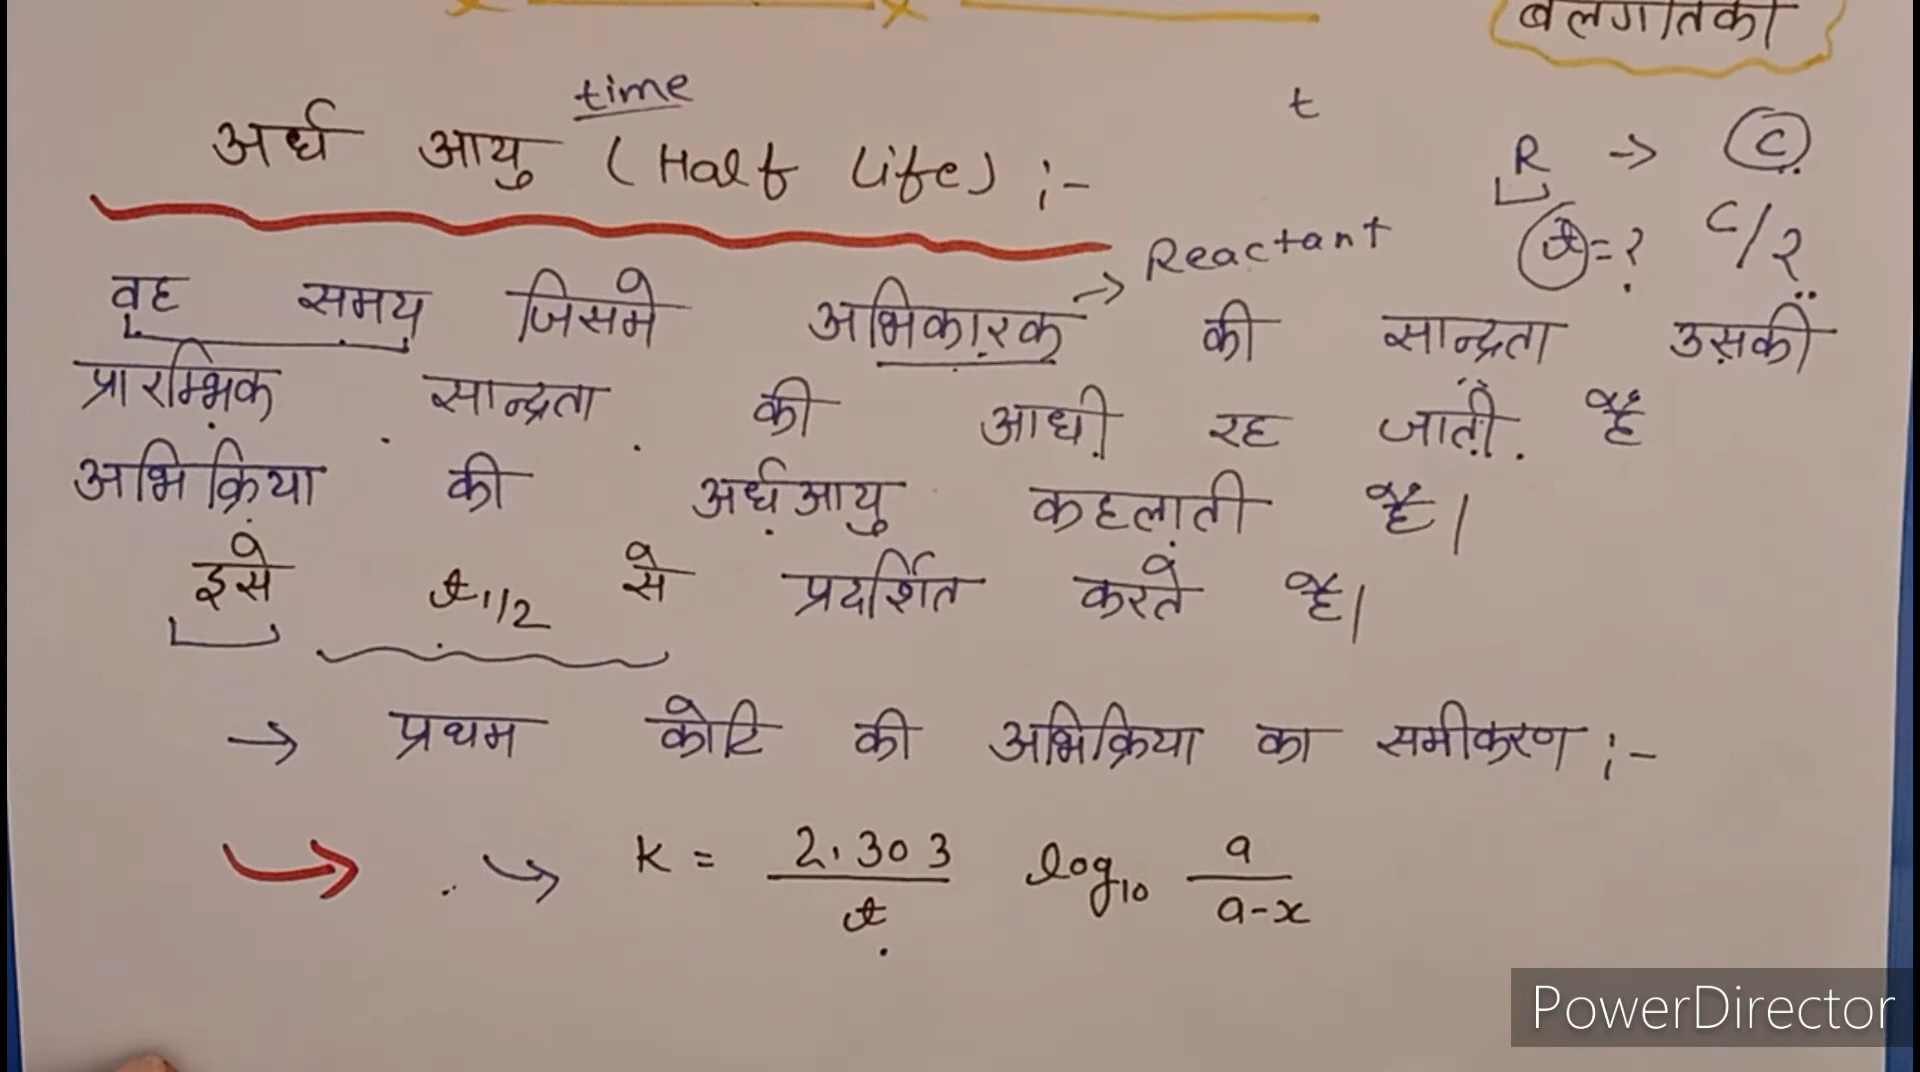 बलगतिकी
time
t
अर्ध आयु (Half Life) :-
R → C
t=? C/2
→ Reactant
वह समय जिसमे अभिकारक की सान्द्रता उसकी
प्रारम्भिक सान्द्रता की आधी रह जाती है
अभिक्रिया की अर्धआयु कहलाती है।
इसे t1/2 से प्रदर्शित करते है।
→ प्रथम कोटि की अभिक्रिया का समीकरण :-
→ → K = 2.303/t log10 a/a-x
PowerDirector